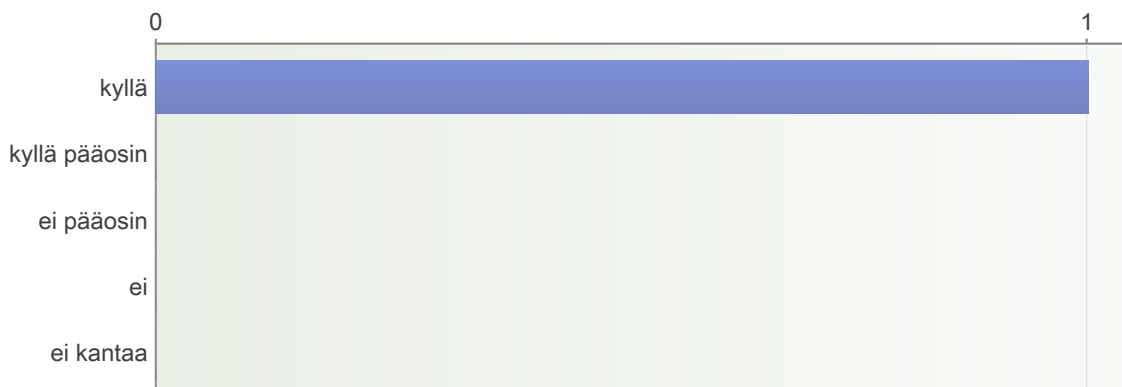 0 1
kyllä
kyllä pääosin
ei pääosin
ei
ei kantaa